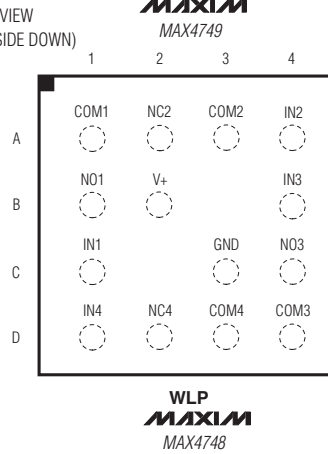 VIEW
SIDE DOWN)
MAXIM
MAX4749
1 2 3 4
A COM1 NC2 COM2 IN2
B NO1 V+ IN3
C IN1 GND NO3
D IN4 NC4 COM4 COM3
WLP
MAXIM
MAX4748